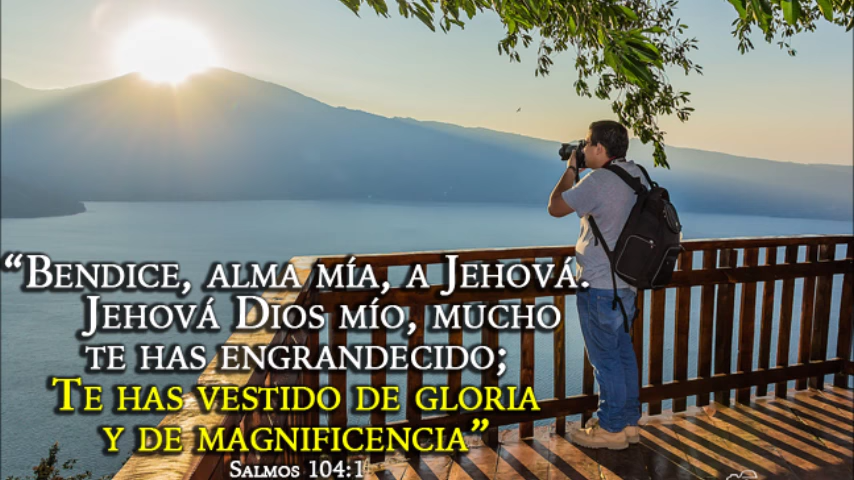 “Bendice, alma mía, a Jehová.
Jehová Dios mío, mucho
te has engrandecido;
Te has vestido de gloria
y de magnificencia”
Salmos 104:1